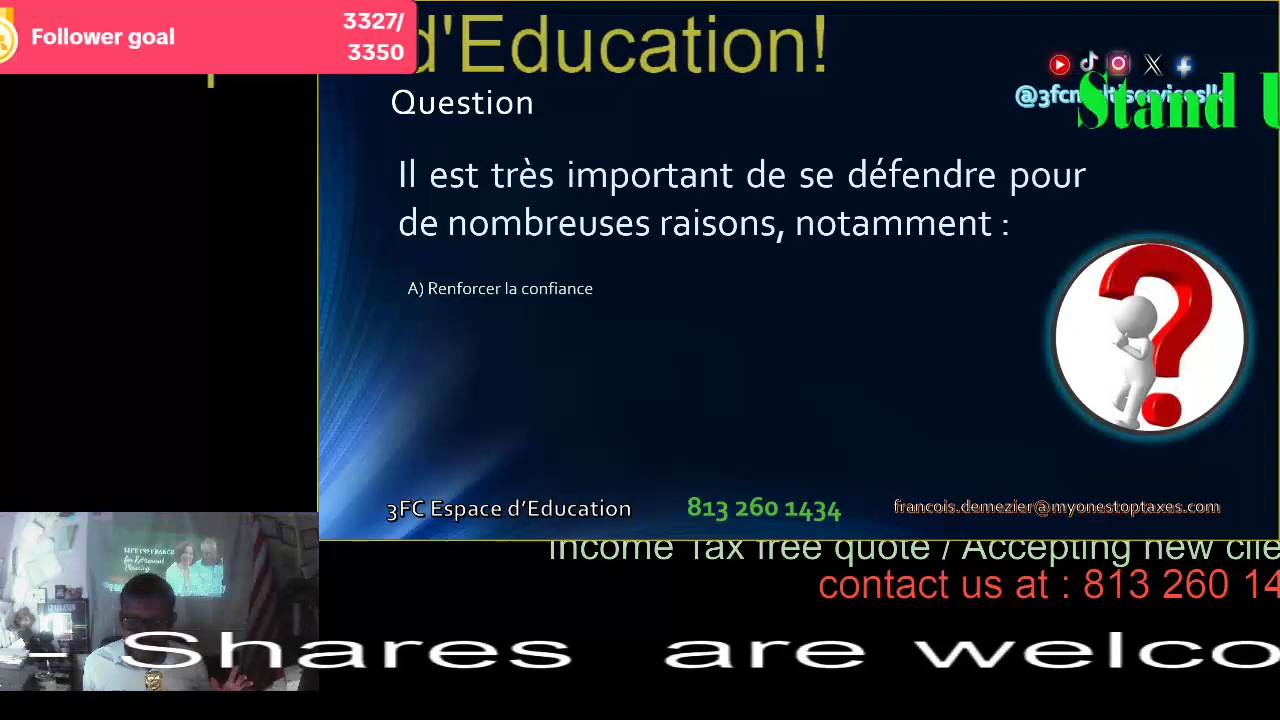 Follower goal
3327/
3350
d'Education!
Question
Stand
Il est très important de se défendre pour
de nombreuses raisons, notamment :
A) Renforcer la confiance
3FC Espace d'Education
813 260 1434
francois.demezier@myonestoptaxes.com
Income Tax free quote / Accepting new clie
contact us at : 813 260 14
– Shares are welco